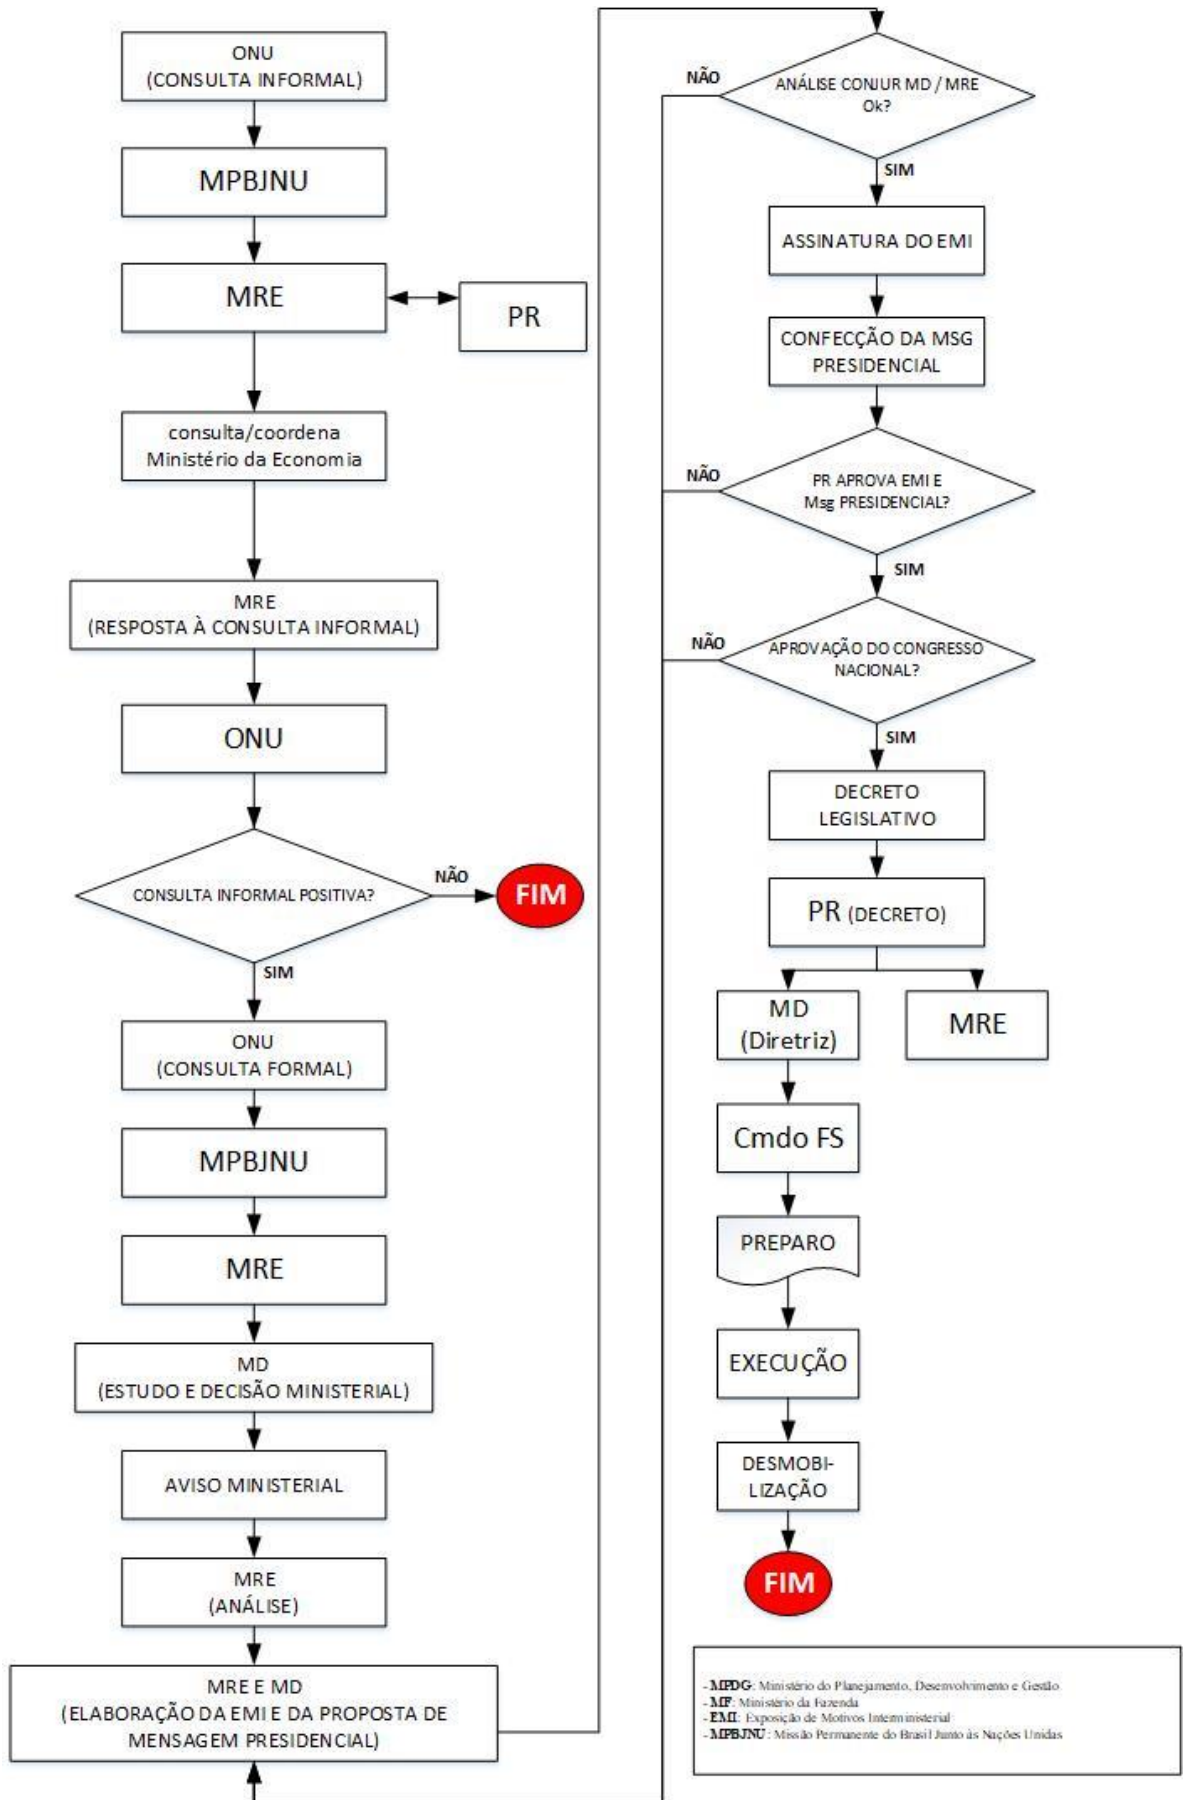 ONU
(CONSULTA INFORMAL)
MPBJNU
MRE
PR
consulta/coordena
Ministério da Economia
MRE
(RESPOSTA À CONSULTA INFORMAL)
ONU
CONSULTA INFORMAL POSITIVA?
NÃO
FIM
SIM
ONU
(CONSULTA FORMAL)
MPBJNU
MRE
MD
(ESTUDO E DECISÃO MINISTERIAL)
AVISO MINISTERIAL
MRE
(ANÁLISE)
MRE E MD
(ELABORAÇÃO DA EMI E DA PROPOSTA DE
MENSAGEM PRESIDENCIAL)
NÃO
ANÁLISE CONJUR MD / MRE
Ok?
SIM
ASSINATURA DO EMI
CONFECÇÃO DA MSG
PRESIDENCIAL
NÃO
PR APROVA EMI E
Msg PRESIDENCIAL?
SIM
NÃO
APROVAÇÃO DO CONGRESSO
NACIONAL?
SIM
DECRETO
LEGISLATIVO
PR (DECRETO)
MD
(Diretriz)
MRE
Cmdo FS
PREPARO
EXECUÇÃO
DESMOBI-
LIZAÇÃO
FIM
- MPDG: Ministério do Planejamento, Desenvolvimento e Gestão
- MF: Ministério da Fazenda
- EMI: Exposição de Motivos Interministerial
- MPBJNU: Missão Permanente do Brasil Junto às Nações Unidas